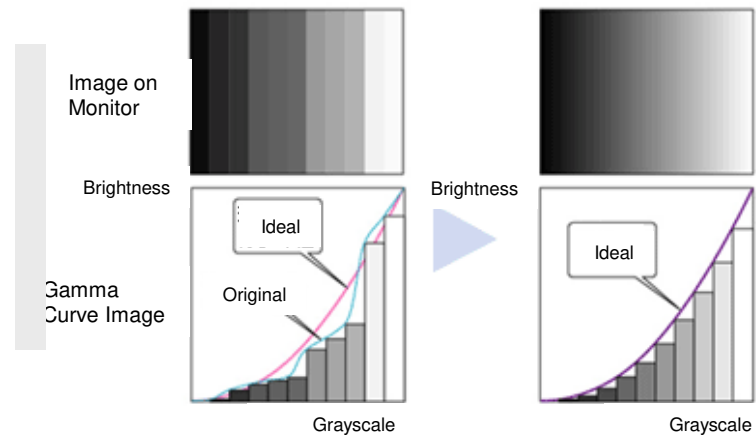 Image on
Monitor
Brightness
Brightness
Ideal
Ideal
Original
Gamma
Curve Image
Grayscale
Grayscale